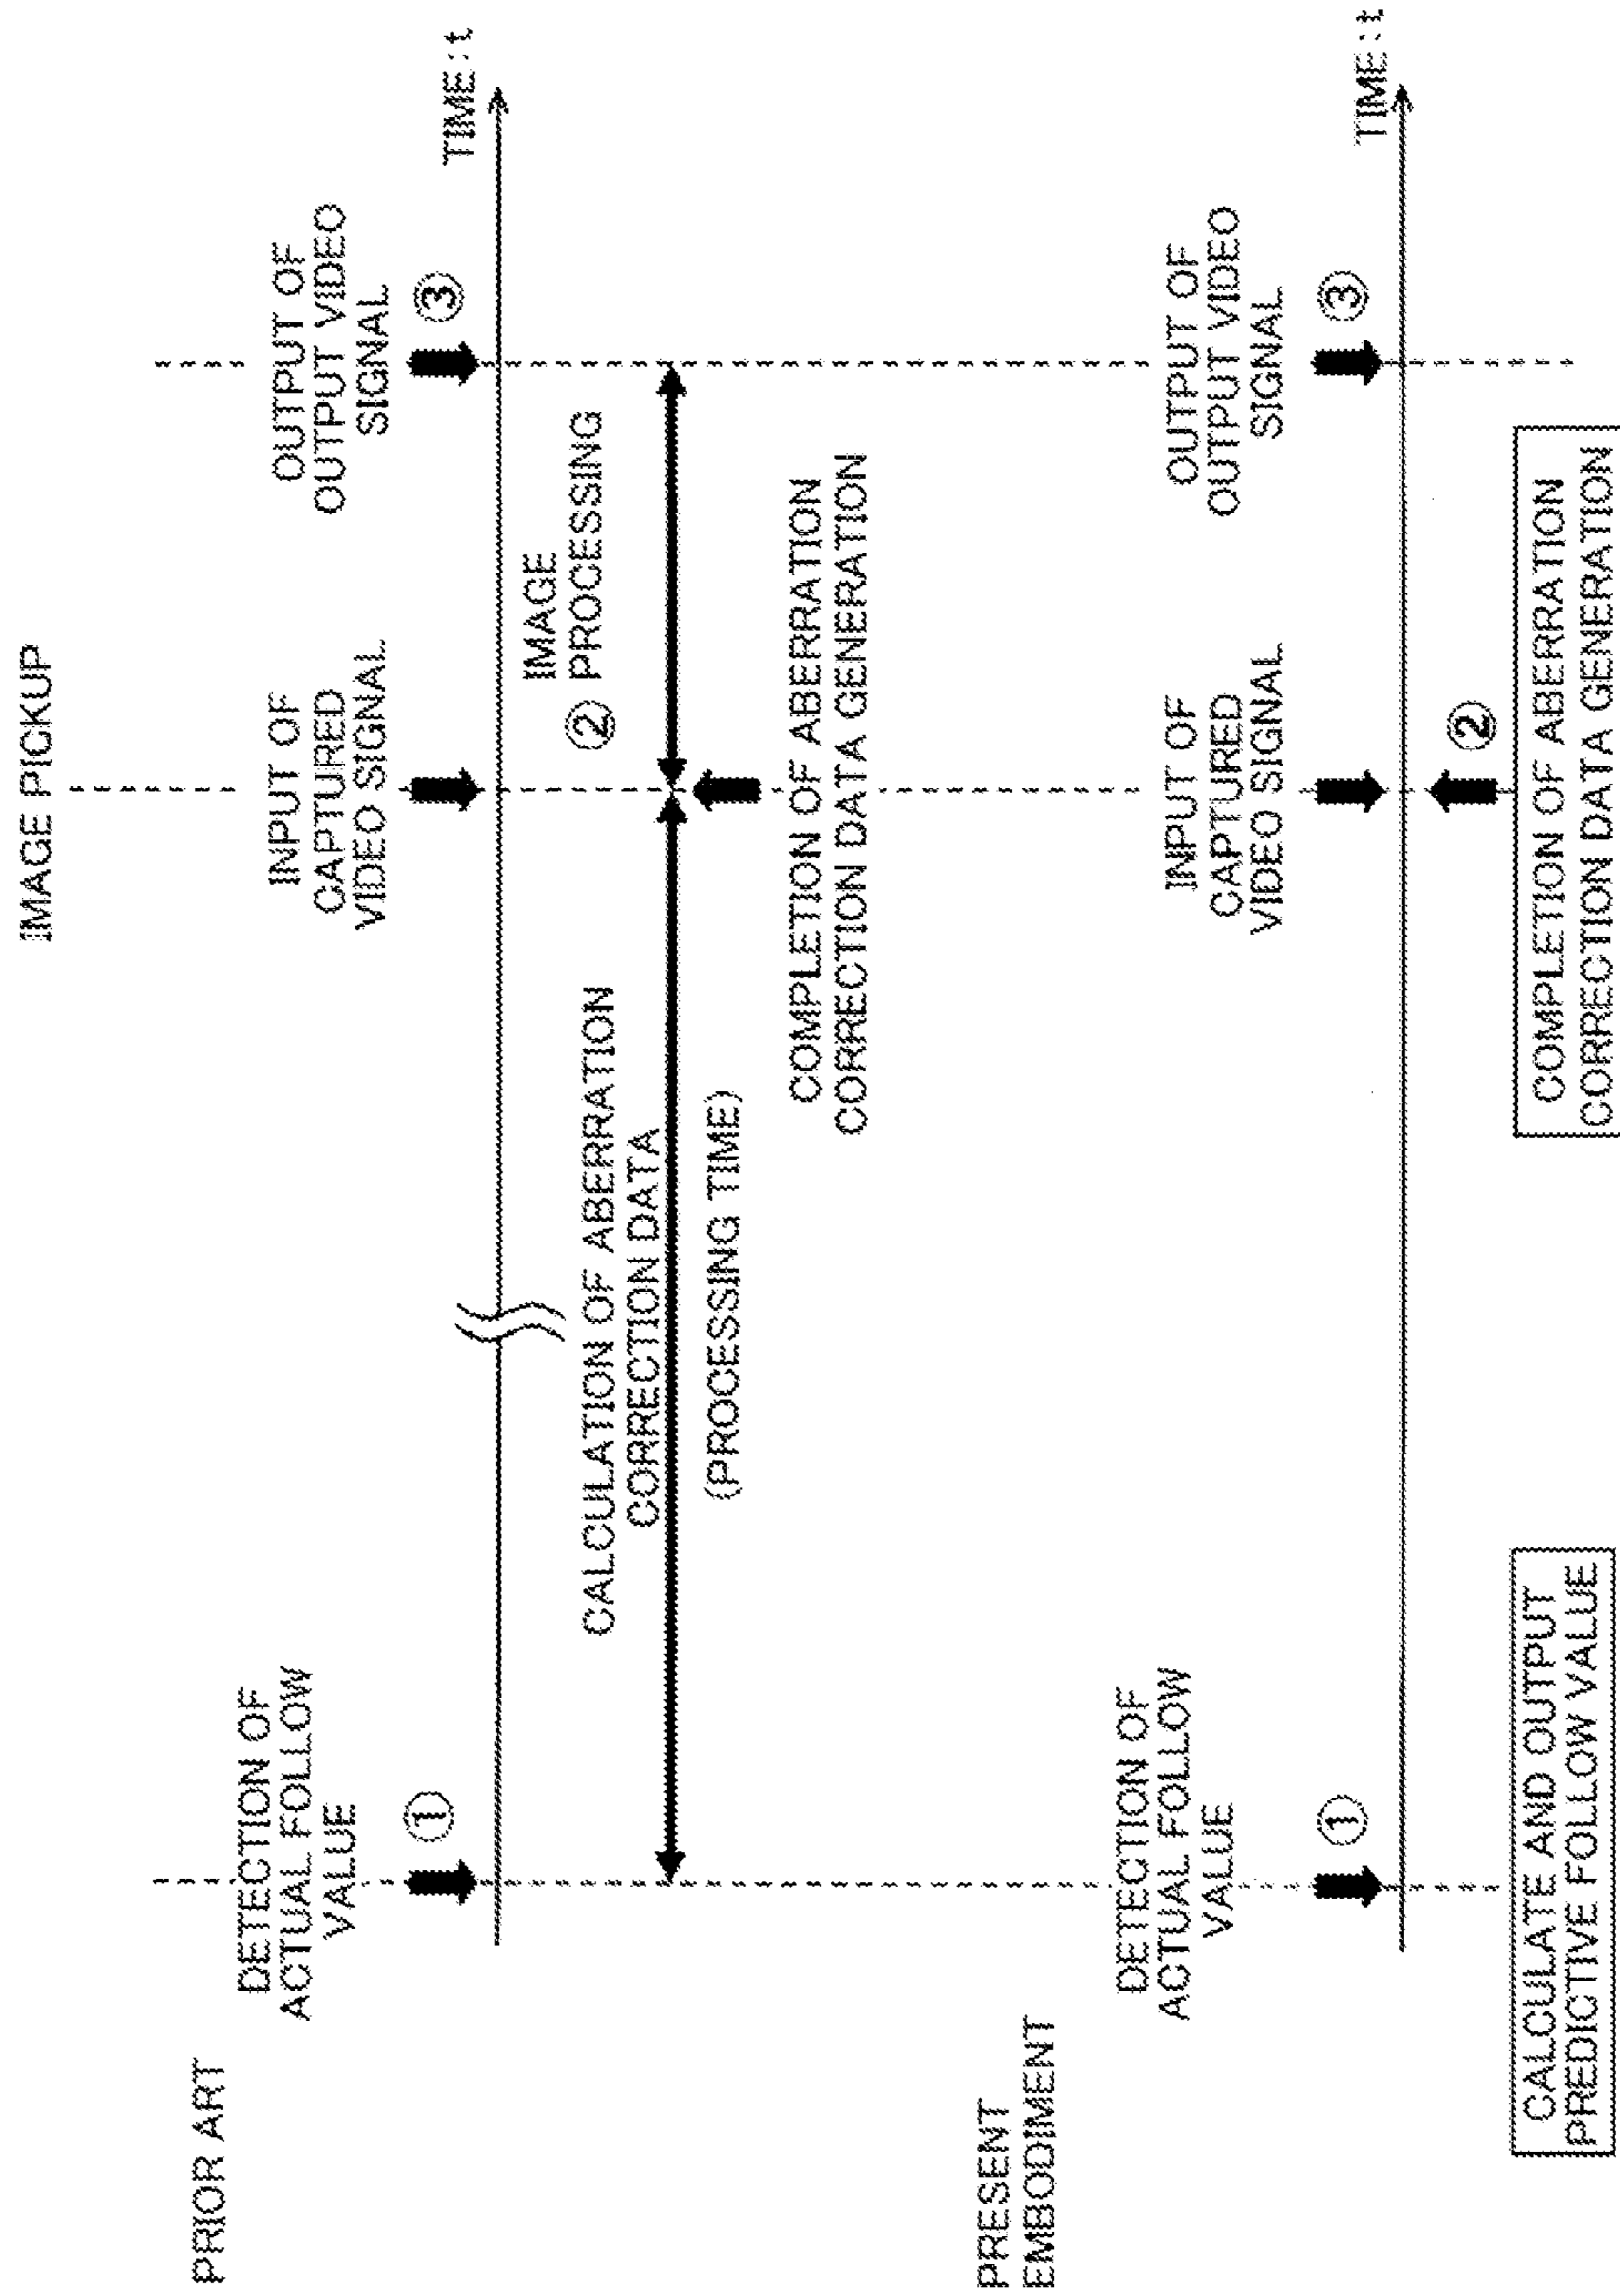 IMAGE PICKUP
PRIOR ART
DETECTION OF
ACTUAL FOLLOW
VALUE
①
INPUT OF
CAPTURED
VIDEO SIGNAL
OUTPUT OF
OUTPUT VIDEO
SIGNAL
③
TIME : t
CALCULATION OF ABERRATION
CORRECTION DATA
(PROCESSING TIME)
IMAGE
② PROCESSING
COMPLETION OF ABERRATION
CORRECTION DATA GENERATION
PRESENT
EMBODIMENT
DETECTION OF
ACTUAL FOLLOW
VALUE
①
INPUT OF
CAPTURED
VIDEO SIGNAL
OUTPUT OF
OUTPUT VIDEO
SIGNAL
③
TIME : t
②
CALCULATE AND OUTPUT
PREDICTIVE FOLLOW VALUE
COMPLETION OF ABERRATION
CORRECTION DATA GENERATION